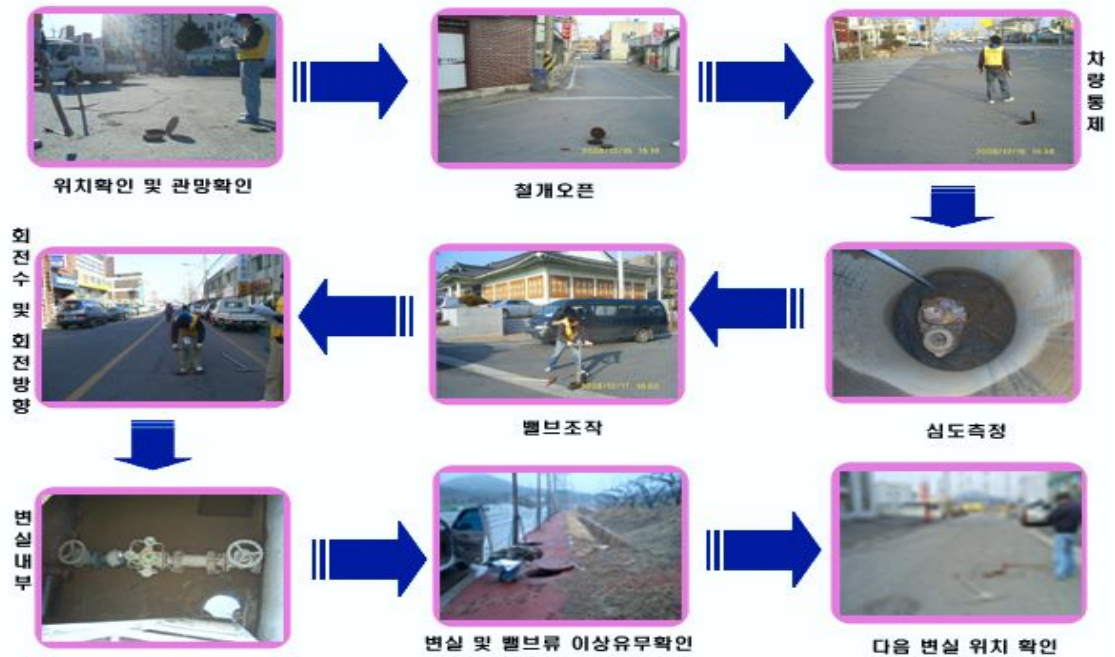 위치확인 및 관망확인
철개오픈
차량통제
심도측정
밸브조작
회전수 및 회전방향
변실내부
변실 및 밸브류 이상유무확인
다음 변실 위치 확인